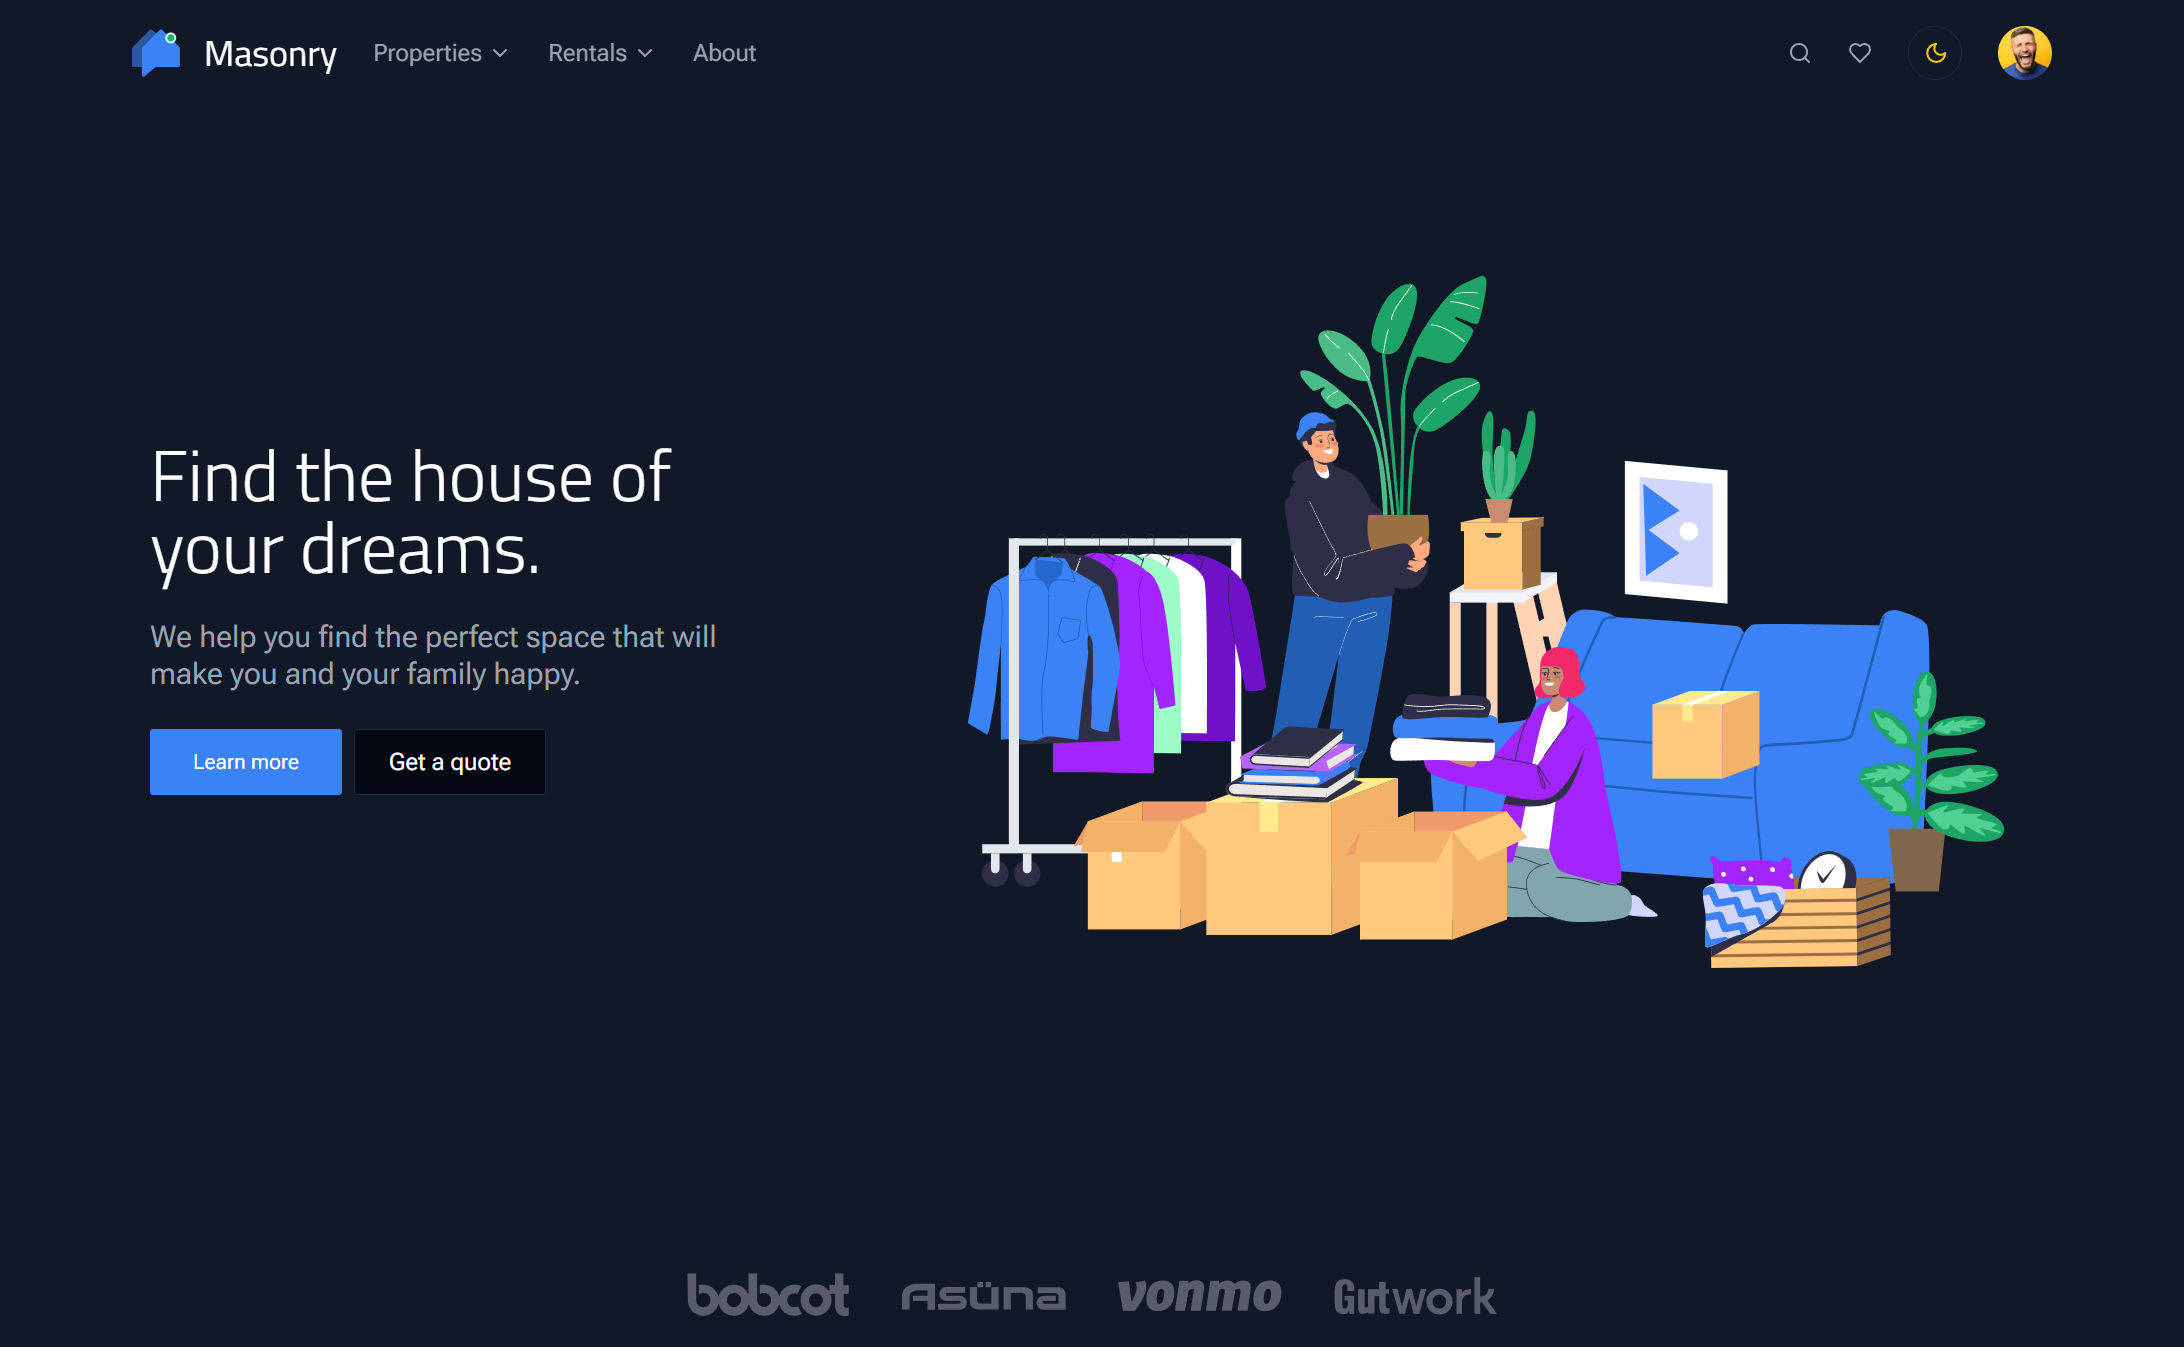 Masonry
Properties
Rentals
About
Find the house of
your dreams.
We help you find the perfect space that will
make you and your family happy.
Learn more
Get a quote
bobcot
Asüna
vonmo
Gutwork